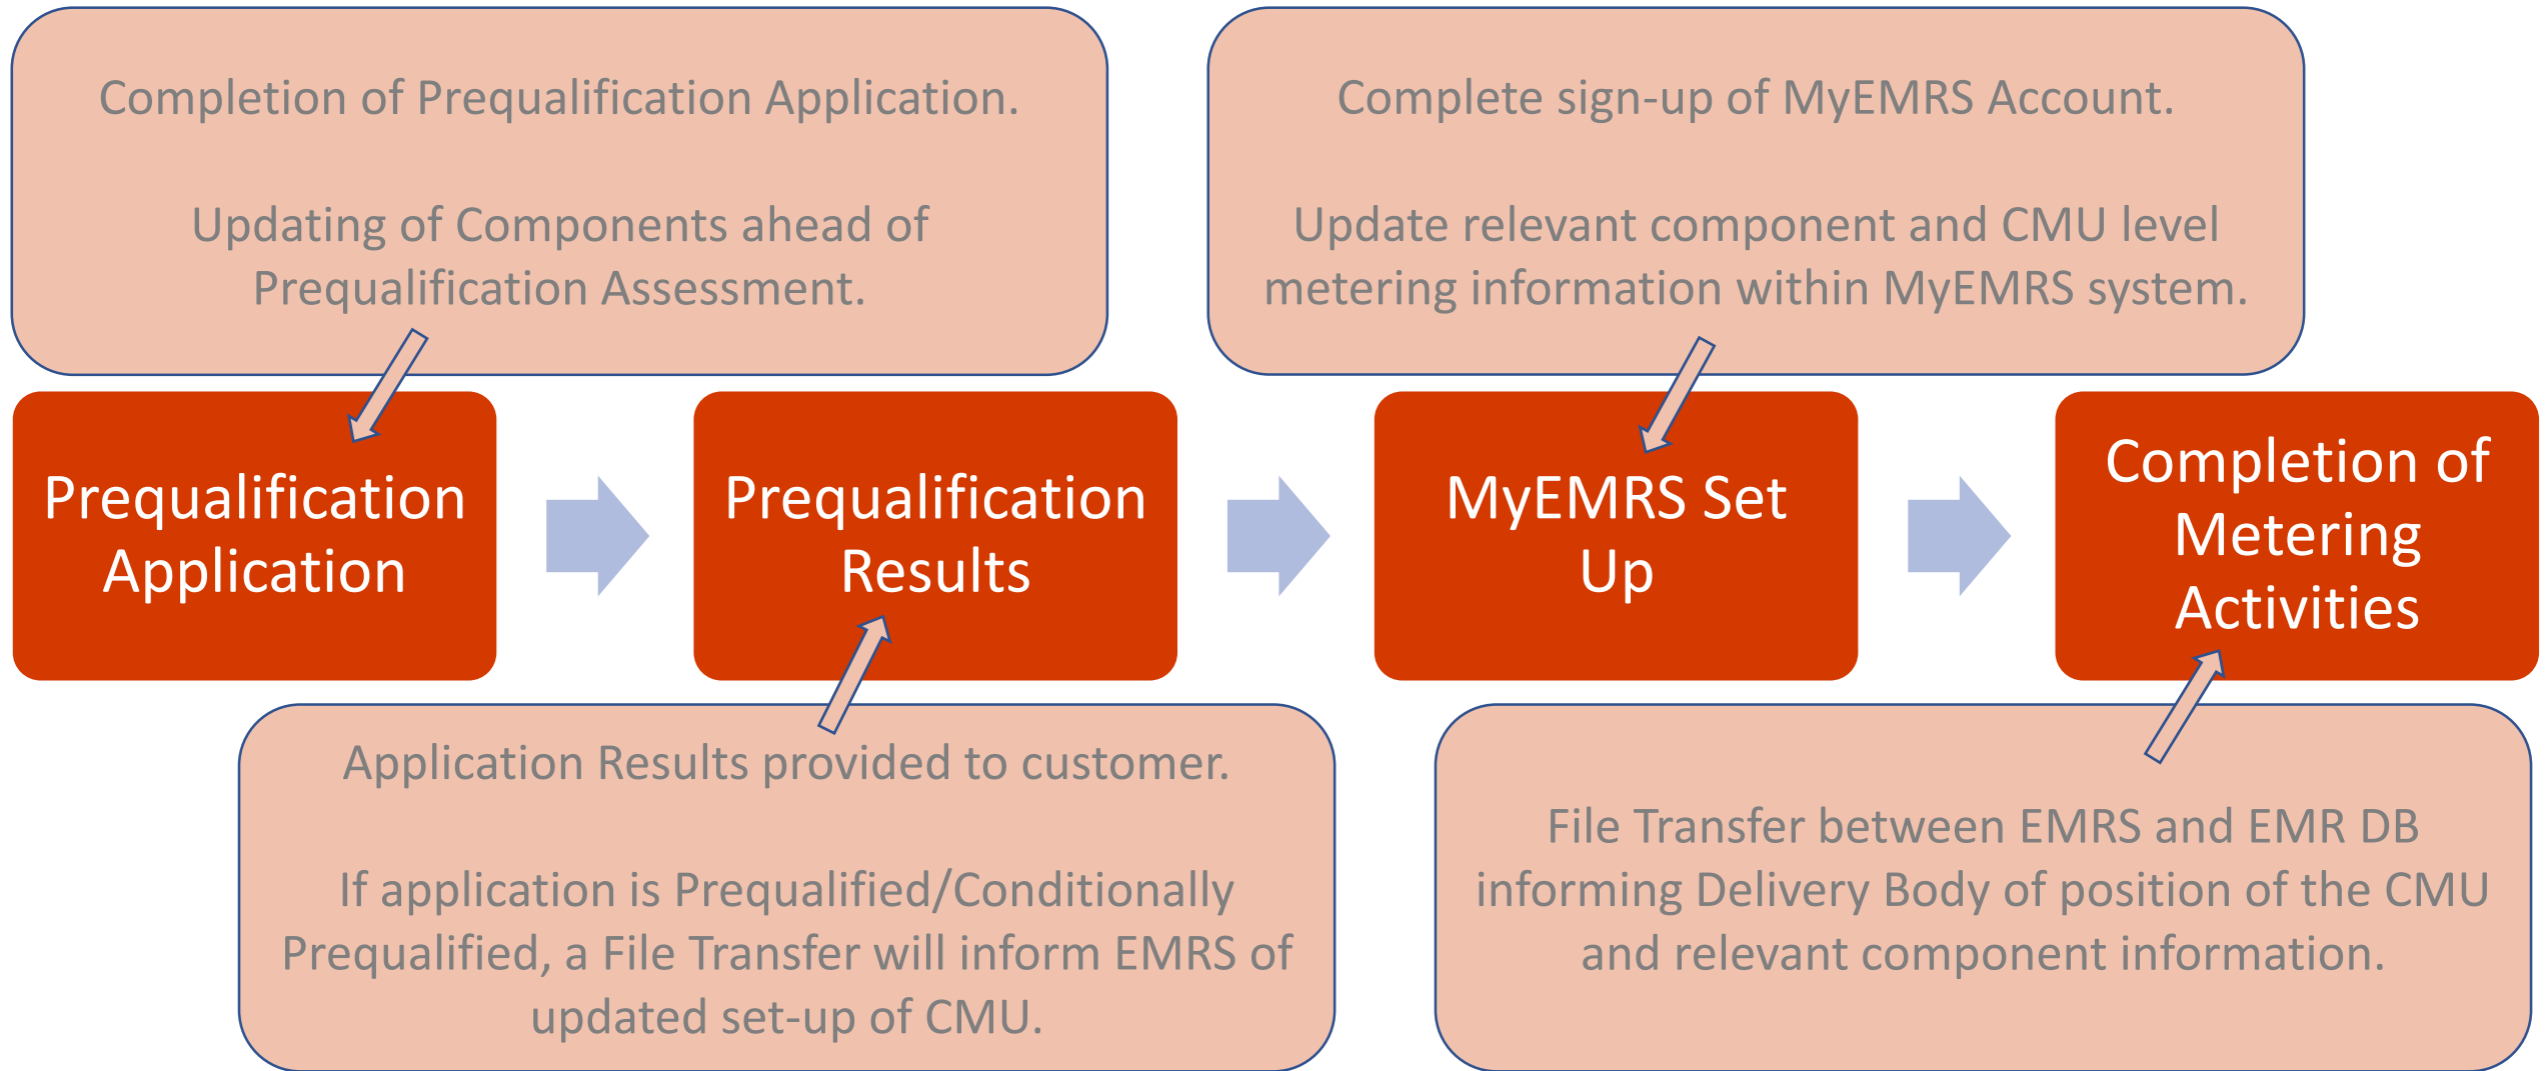 Completion of Prequalification Application.
Updating of Components ahead of
Prequalification Assessment.
Complete sign-up of MyEMRS Account.
Update relevant component and CMU level
metering information within MyEMRS system.
Prequalification
Application
Prequalification
Results
MyEMRS Set
Up
Completion of
Metering
Activities
Application Results provided to customer.
If application is Prequalified/Conditionally
Prequalified, a File Transfer will inform EMRS of
updated set-up of CMU.
File Transfer between EMRS and EMR DB
informing Delivery Body of position of the CMU
and relevant component information.